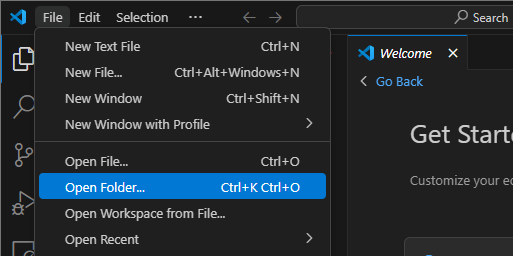 File Edit Selection ··· Search
New Text File Ctrl+N
New File... Ctrl+Alt+Windows+N
New Window Ctrl+Shift+N
New Window with Profile
Open File... Ctrl+O
Open Folder... Ctrl+K Ctrl+O
Open Workspace from File...
Open Recent
Welcome
Go Back
Get Starte
Customize your ed